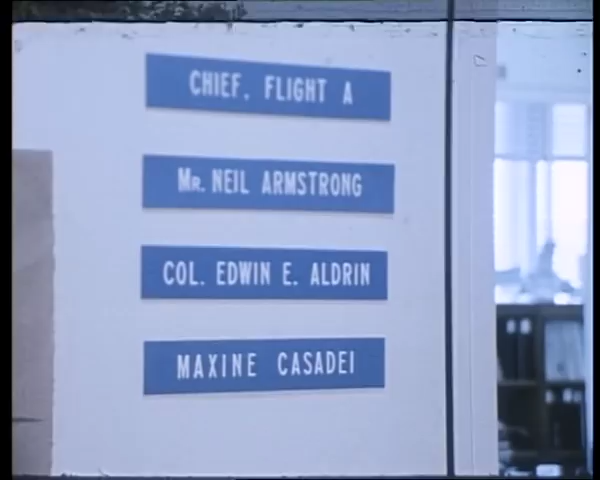 CHIEF. FLIGHT A
MR. NEIL ARMSTRONG
COL. EDWIN E. ALDRIN
MAXINE CASADEI